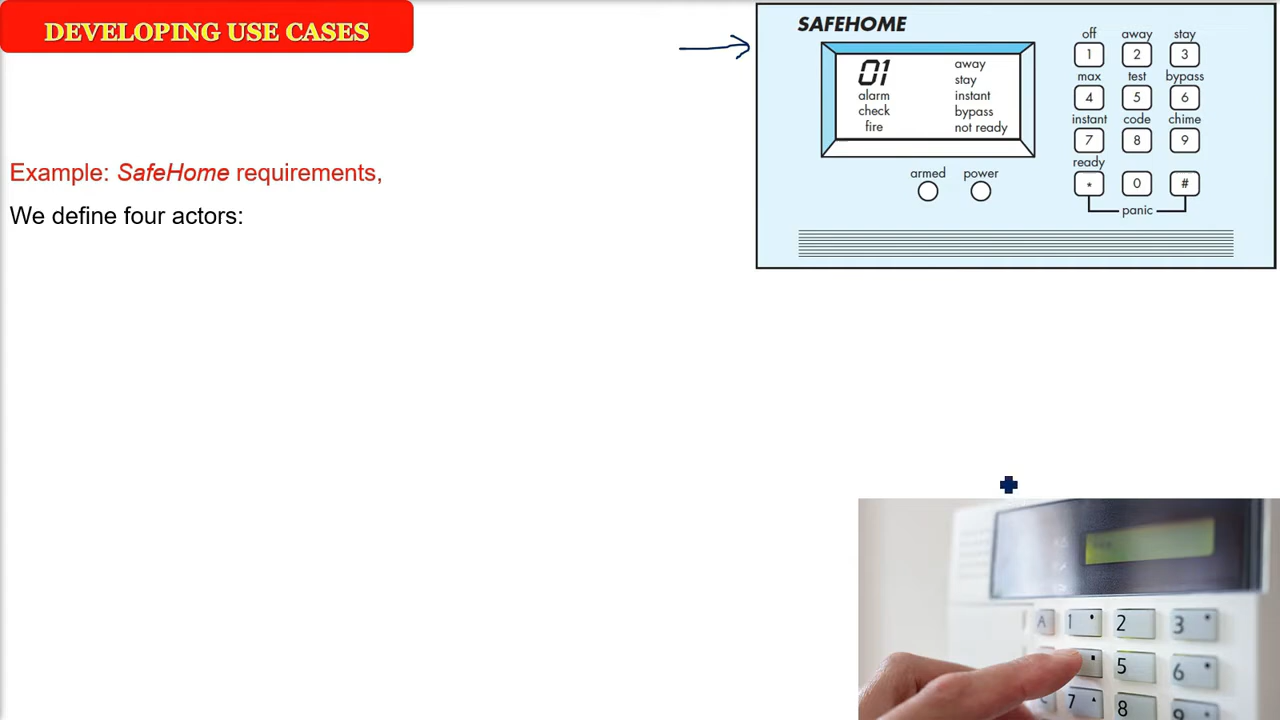 DEVELOPING USE CASES
Example: SafeHome requirements,
We define four actors:
SAFEHOME
01
alarm
check
fire
away
stay
instant
bypass
not ready
armed power
off away stay
1 2 3
max test bypass
4 5 6
instant code chime
7 8 9
ready
* 0 #
panic
A 1 2 3
5 6
7 8 9